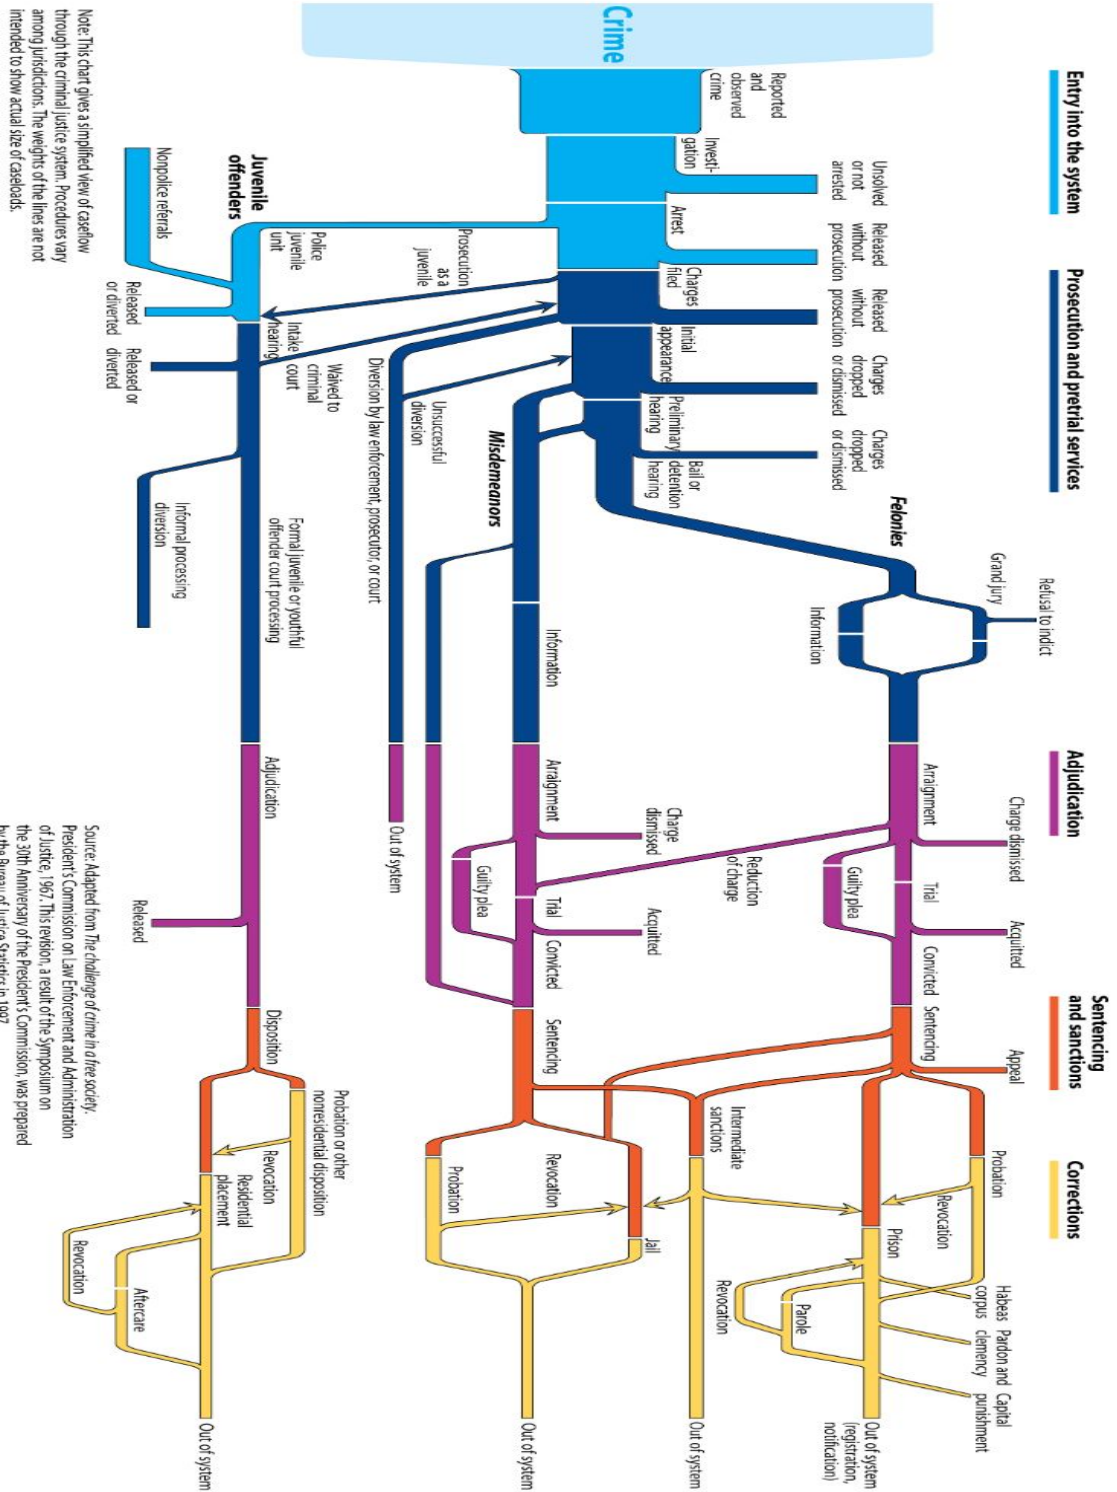 Entry into the system
Prosecution and pretrial services
Adjudication
Sentencing
and sanctions
Corrections
Crime
Reported
and
observed
crime
Investi-
gation
Unsolved
or not
arrested
Arrest
Released
without
prosecution
Charges
filed
Released
without
prosecution
Initial
appearance
Charges
dropped
or dismissed
Preliminary
hearing
Charges
dropped
or dismissed
Bail or
detention
hearing
Felonies
Grand jury
Refusal to indict
Information
Arraignment
Charge dismissed
Trial
Acquitted
Convicted
Guilty plea
Reduction
of charge
Sentencing
Appeal
Probation
Revocation
Prison
Habeas
corpus
Pardon and
clemency
Capital
punishment
Parole
Revocation
Out of system
(registration,
notification)
Intermediate
sanctions
Out of system
Misdemeanors
Information
Arraignment
Charge
dismissed
Trial
Acquitted
Convicted
Guilty plea
Sentencing
Revocation
Jail
Probation
Out of system
Unsuccessful
diversion
Diversion by law enforcement, prosecutor, or court
Out of system
Prosecution
as a
juvenile
Waived to
criminal
court
Police
juvenile
unit
Intake
hearing
Juvenile
offenders
Nonpolice referrals
Released
or diverted
Released or
diverted
Formal juvenile or youthful
offender court processing
Informal processing
diversion
Adjudication
Released
Disposition
Probation or other
nonresidential disposition
Revocation
Residential
placement
Aftercare
Revocation
Out of system
Note: This chart gives a simplified view of caseflow
through the criminal justice system. Procedures vary
among jurisdictions. The weights of the lines are not
intended to show actual size of caseloads.
Source: Adapted from The challenge of crime in a free society.
President's Commission on Law Enforcement and Administration
of Justice, 1967. This revision, a result of the Symposium on
the 30th Anniversary of the President's Commission, was prepared
by the Bureau of Justice Statistics in 1997.